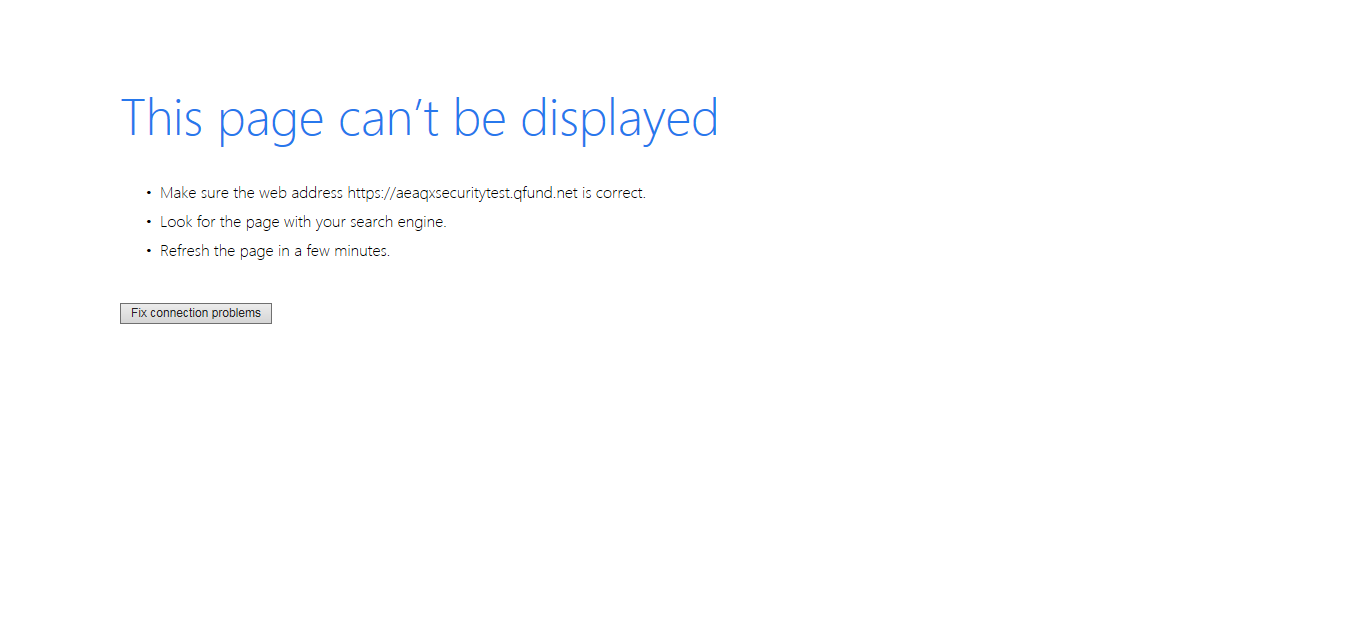 This page can’t be displayed
• Make sure the web address https://aeaqxsecuritytest.qfund.net is correct.
• Look for the page with your search engine.
• Refresh the page in a few minutes.
Fix connection problems